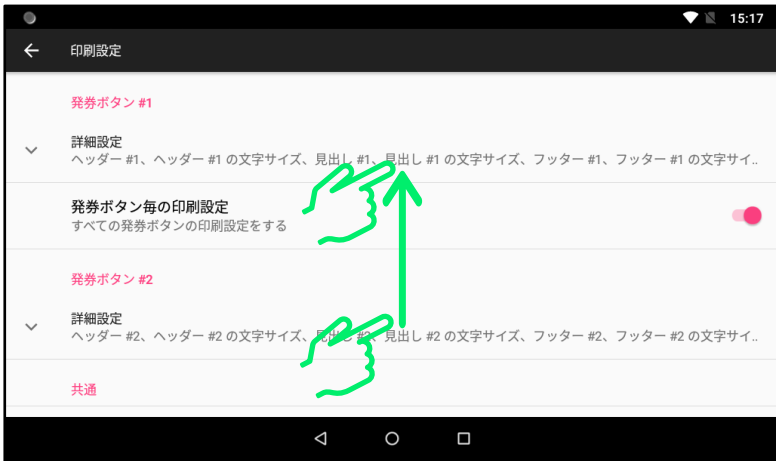 15:17
印刷設定
発券ボタン #1
詳細設定
ヘッダー #1、ヘッダー #1 の文字サイズ、見出し #1、見出し #1 の文字サイズ、フッター #1、フッター #1 の文字サイ..
発券ボタン毎の印刷設定
すべての発券ボタンの印刷設定をする
発券ボタン #2
詳細設定
ヘッダー #2、ヘッダー #2 の文字サイズ、見出し #2、見出し #2 の文字サイズ、フッター #2、フッター #2 の文字サイ..
共通